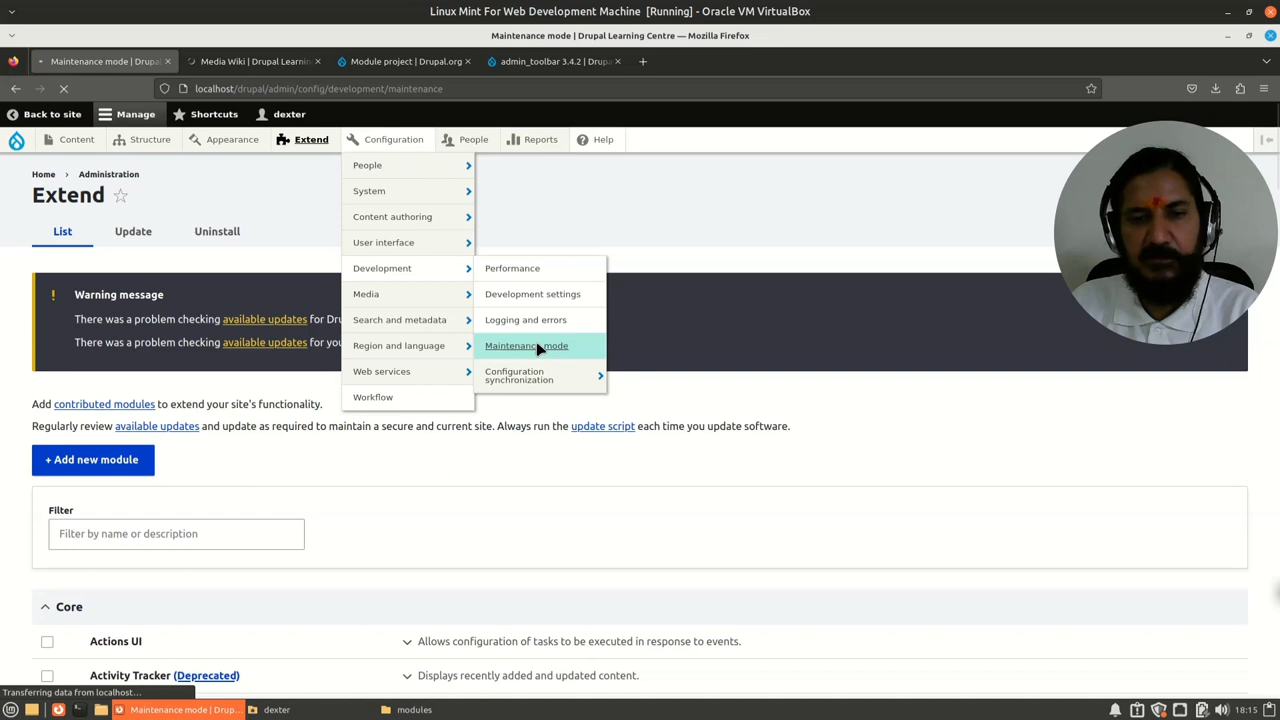 Linux Mint For Web Development Machine [Running] - Oracle VM VirtualBox
Maintenance mode | Drupal Learning Centre — Mozilla Firefox
Maintenance mode | Drupal
Media Wiki | Drupal Learnin
Module project | Drupal.org
admin_toolbar 3.4.2 | Drupa
localhost/drupal/admin/config/development/maintenance
Back to site
Manage
Shortcuts
dexter
Content
Structure
Appearance
Extend
Configuration
People
Reports
Help
Home > Administration
Extend
List
Update
Uninstall
People
System
Content authoring
User interface
Development
Media
Search and metadata
Region and language
Web services
Workflow
Performance
Development settings
Logging and errors
Maintenance mode
Configuration
synchronization
Warning message
There was a problem checking available updates for Dru
There was a problem checking available updates for you
Add contributed modules to extend your site's functionality.
Regularly review available updates and update as required to maintain a secure and current site. Always run the update script each time you update software.
+ Add new module
Filter
Filter by name or description
Core
Actions UI
Allows configuration of tasks to be executed in response to events.
Activity Tracker (Deprecated)
Displays recently added and updated content.
Transferring data from localhost…
Maintenance mode | Drup...
dexter
modules
18:15